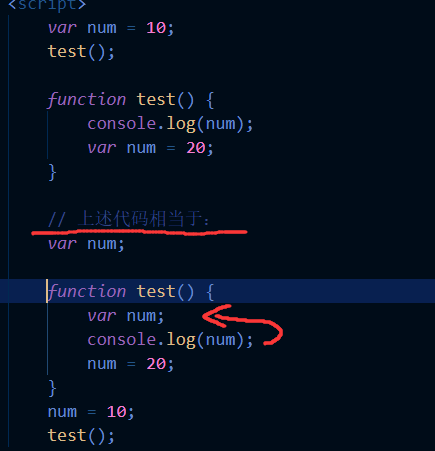 <script>
var num = 10;
test();
function test() {
console.log(num);
var num = 20;
}
// 上述代码相当于:
var num;
function test() {
var num;
console.log(num);
num = 20;
}
num = 10;
test();